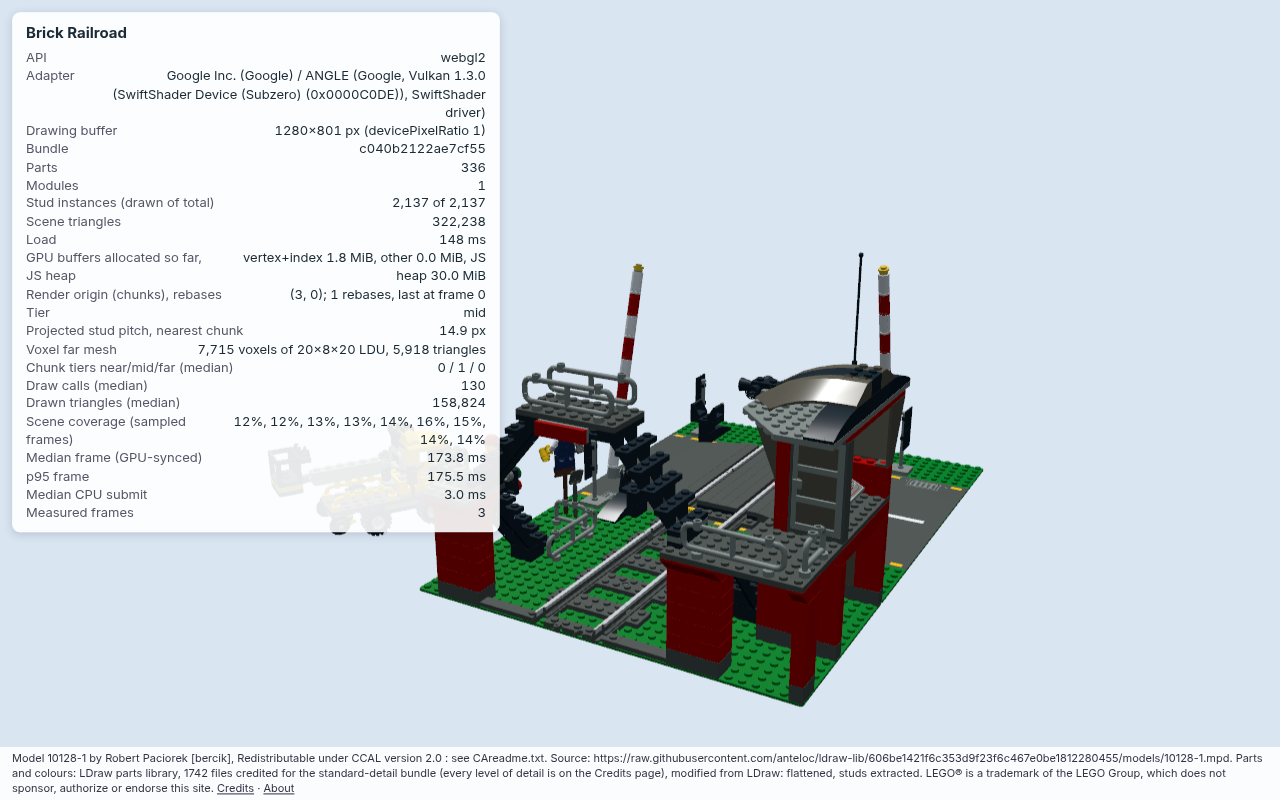 Brick Railroad
API webgl2
Adapter Google Inc. (Google) / ANGLE (Google, Vulkan 1.3.0
(SwiftShader Device (Subzero) (0x0000C0DE)), SwiftShader
driver)
Drawing buffer 1280×801 px (devicePixelRatio 1)
Bundle c040b2122ae7cf55
Parts 336
Modules 1
Stud instances (drawn of total) 2,137 of 2,137
Scene triangles 322,238
Load 148 ms
GPU buffers allocated so far, vertex+index 1.8 MiB, other 0.0 MiB, JS
JS heap heap 30.0 MiB
Render origin (chunks), rebases (3, 0); 1 rebases, last at frame 0
Tier mid
Projected stud pitch, nearest chunk 14.9 px
Voxel far mesh 7,715 voxels of 20×8×20 LDU, 5,918 triangles
Chunk tiers near/mid/far (median) 0 / 1 / 0
Draw calls (median) 130
Drawn triangles (median) 158,824
Scene coverage (sampled 12%, 12%, 13%, 13%, 14%, 16%, 15%,
frames) 14%, 14%
Median frame (GPU-synced) 173.8 ms
p95 frame 175.5 ms
Median CPU submit 3.0 ms
Measured frames 3
Model 10128-1 by Robert Paciorek [bercik], Redistributable under CCAL version 2.0 : see CAreadme.txt. Source: https://raw.githubusercontent.com/anteloc/ldraw-lib/606be1421f6c353d9f23f6c467e0be1812280455/models/10128-1.mpd. Parts
and colours: LDraw parts library, 1742 files credited for the standard-detail bundle (every level of detail is on the Credits page), modified from LDraw: flattened, studs extracted. LEGO® is a trademark of the LEGO Group, which does not
sponsor, authorize or endorse this site. Credits · About